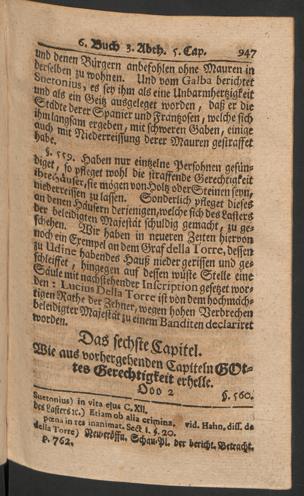 6. Buch 3. Abth. 5. Cap. 947
und denen Bürgern anbefohlen ohne Mauren in
derselben zu wohnen. Und vom Galba berichtet
Suetonius, es sey ihm als eine Unbarmhertzigkeit
und als ein Geitz ausgeleget worden, daß er die
Städte derer Spanier und Frantzosen, welche sich
ihm langsam ergeben, mit schweren Gaben, einige
auch mit Niederreissung derer Mauren gestraffet
habe.
§. 559. Haben nur eintzelne Persohnen gesün-
diget, so pfleget wohl die straffende Gerechtigkeit
ihre Häuser, sie mögen von Holtz oder Steinen seyn,
niederreissen zu lassen. Sonderlich pfleget dieses
an denen Häusern derjenigen, welche sich des Lasters
der beleidigten Majestät schuldig gemacht, zu ge-
schehen. Wir haben in neueren Zeiten hiervon
noch ein Exempel an dem Graf della Torre, dessen
zu Udine habendes Hauß nieder gerissen und ge-
schleiffet, hingegen auf dessen wüste Stelle eine
Säule mit nachstehender Inscription gesetzet wor-
den: Lucius Della Torre ist von dem hochmäch-
tigen Rathe der Zehner, wegen hohen Verbrechen
beleidigter Majestät zu einem Banditen declariret
worden.
Das sechste Capitel.
Wie aus vorhergehenden Capiteln GOt-
tes Gerechtigkeit erhelle.
Ooo 2 §. 560.
Suetonius) in vita ejus C. XII.
des Lasters ꝛc.) Etiam ob alia crimina. vid. Hahn. diss. de
pœna in res inanimat. Sect. I. §. 20.
della Torre) Neueröffn. Schau-Pl. der bericht. Betracht.
p. 762.